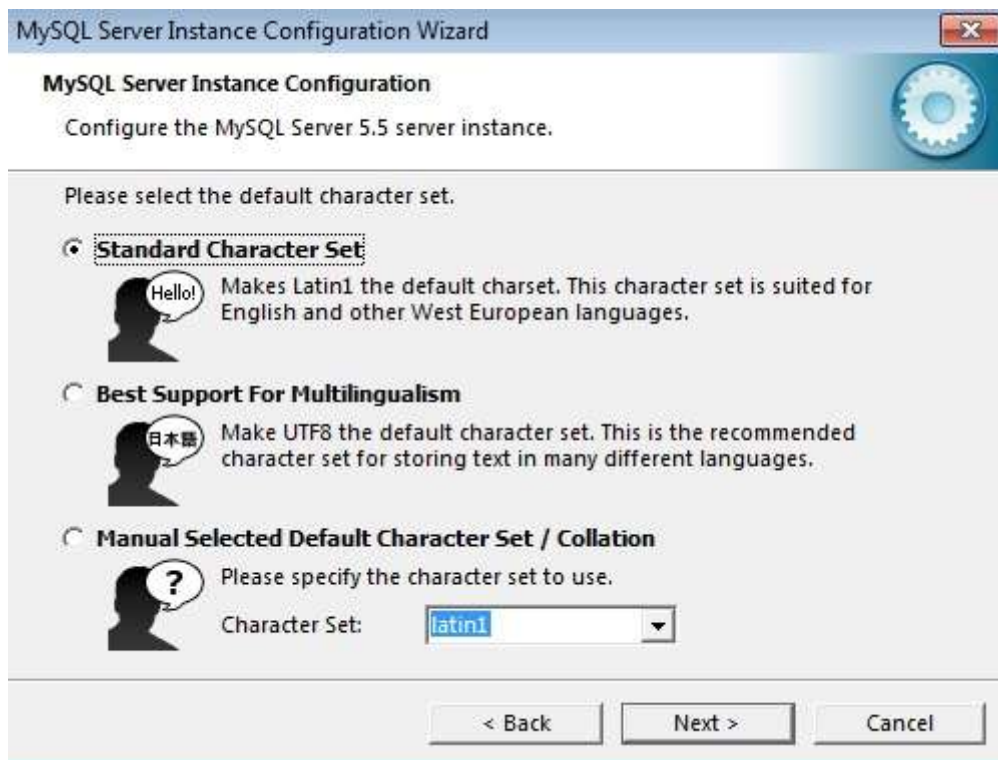 MySQL Server Instance Configuration Wizard
MySQL Server Instance Configuration
Configure the MySQL Server 5.5 server instance.
Please select the default character set.
Standard Character Set
Hello!
Makes Latin1 the default charset. This character set is suited for
English and other West European languages.
Best Support For Multilingualism
日本語
Make UTF8 the default character set. This is the recommended
character set for storing text in many different languages.
Manual Selected Default Character Set / Collation
?
Please specify the character set to use.
Character Set: latin1
< Back Next > Cancel